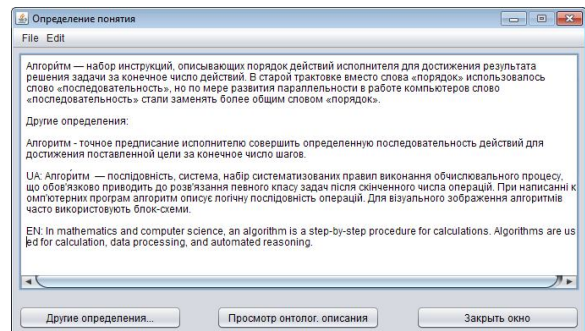 Определение понятия
File Edit
Алгори́тм — набор инструкций, описывающих порядок действий исполнителя для достижения результата
решения задачи за конечное число действий. В старой трактовке вместо слова «порядок» использовалось
слово «последовательность», но по мере развития параллельности в работе компьютеров слово
«последовательность» стали заменять более общим словом «порядок».
Другие определения:
Алгоритм - точное предписание исполнителю совершить определенную последовательность действий для
достижения поставленной цели за конечное число шагов.
UA: Алгори́тм — послідовність, система, набір систематизованих правил виконання обчислювального процесу,
що обов'язково приводить до розв'язання певного класу задач після скінченного числа операцій. При написанні к
омп'ютерних програм алгоритм описує логічну послідовність операцій. Для візуального зображення алгоритмів
часто використовують блок-схеми.
EN: In mathematics and computer science, an algorithm is a step-by-step procedure for calculations. Algorithms are us
ed for calculation, data processing, and automated reasoning.
Другие определения... Просмотр онтолог. описания Закрыть окно